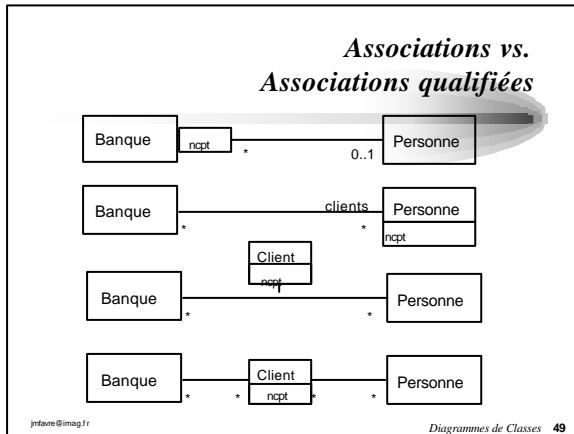 Associations vs.
Associations qualifiées
Banque
ncpt
*
0..1
Personne
Banque
*
clients
*
Personne
ncpt
Client
ncpt
Banque
*
*
Personne
Banque
*
*
Client
ncpt
*
*
Personne
jmfavre@imag.fr
Diagrammes de Classes 49